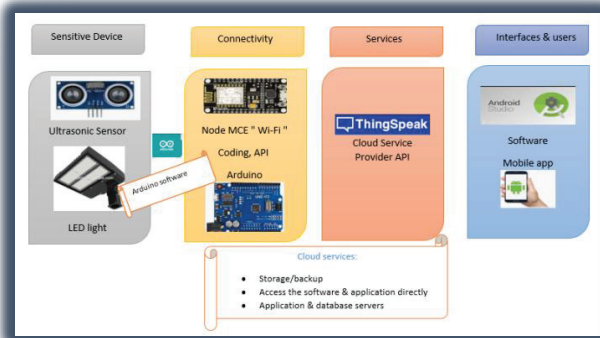 Sensitive Device
Connectivity
Services
Interfaces & users
Ultrasonic Sensor
LED light
Arduino software
Node MCE " Wi-Fi "
Coding, API
Arduino
ThingSpeak
Cloud Service
Provider API
Android
Studio
Software
Mobile app
Cloud services:
• Storage/backup
• Access the software & application directly
• Application & database servers